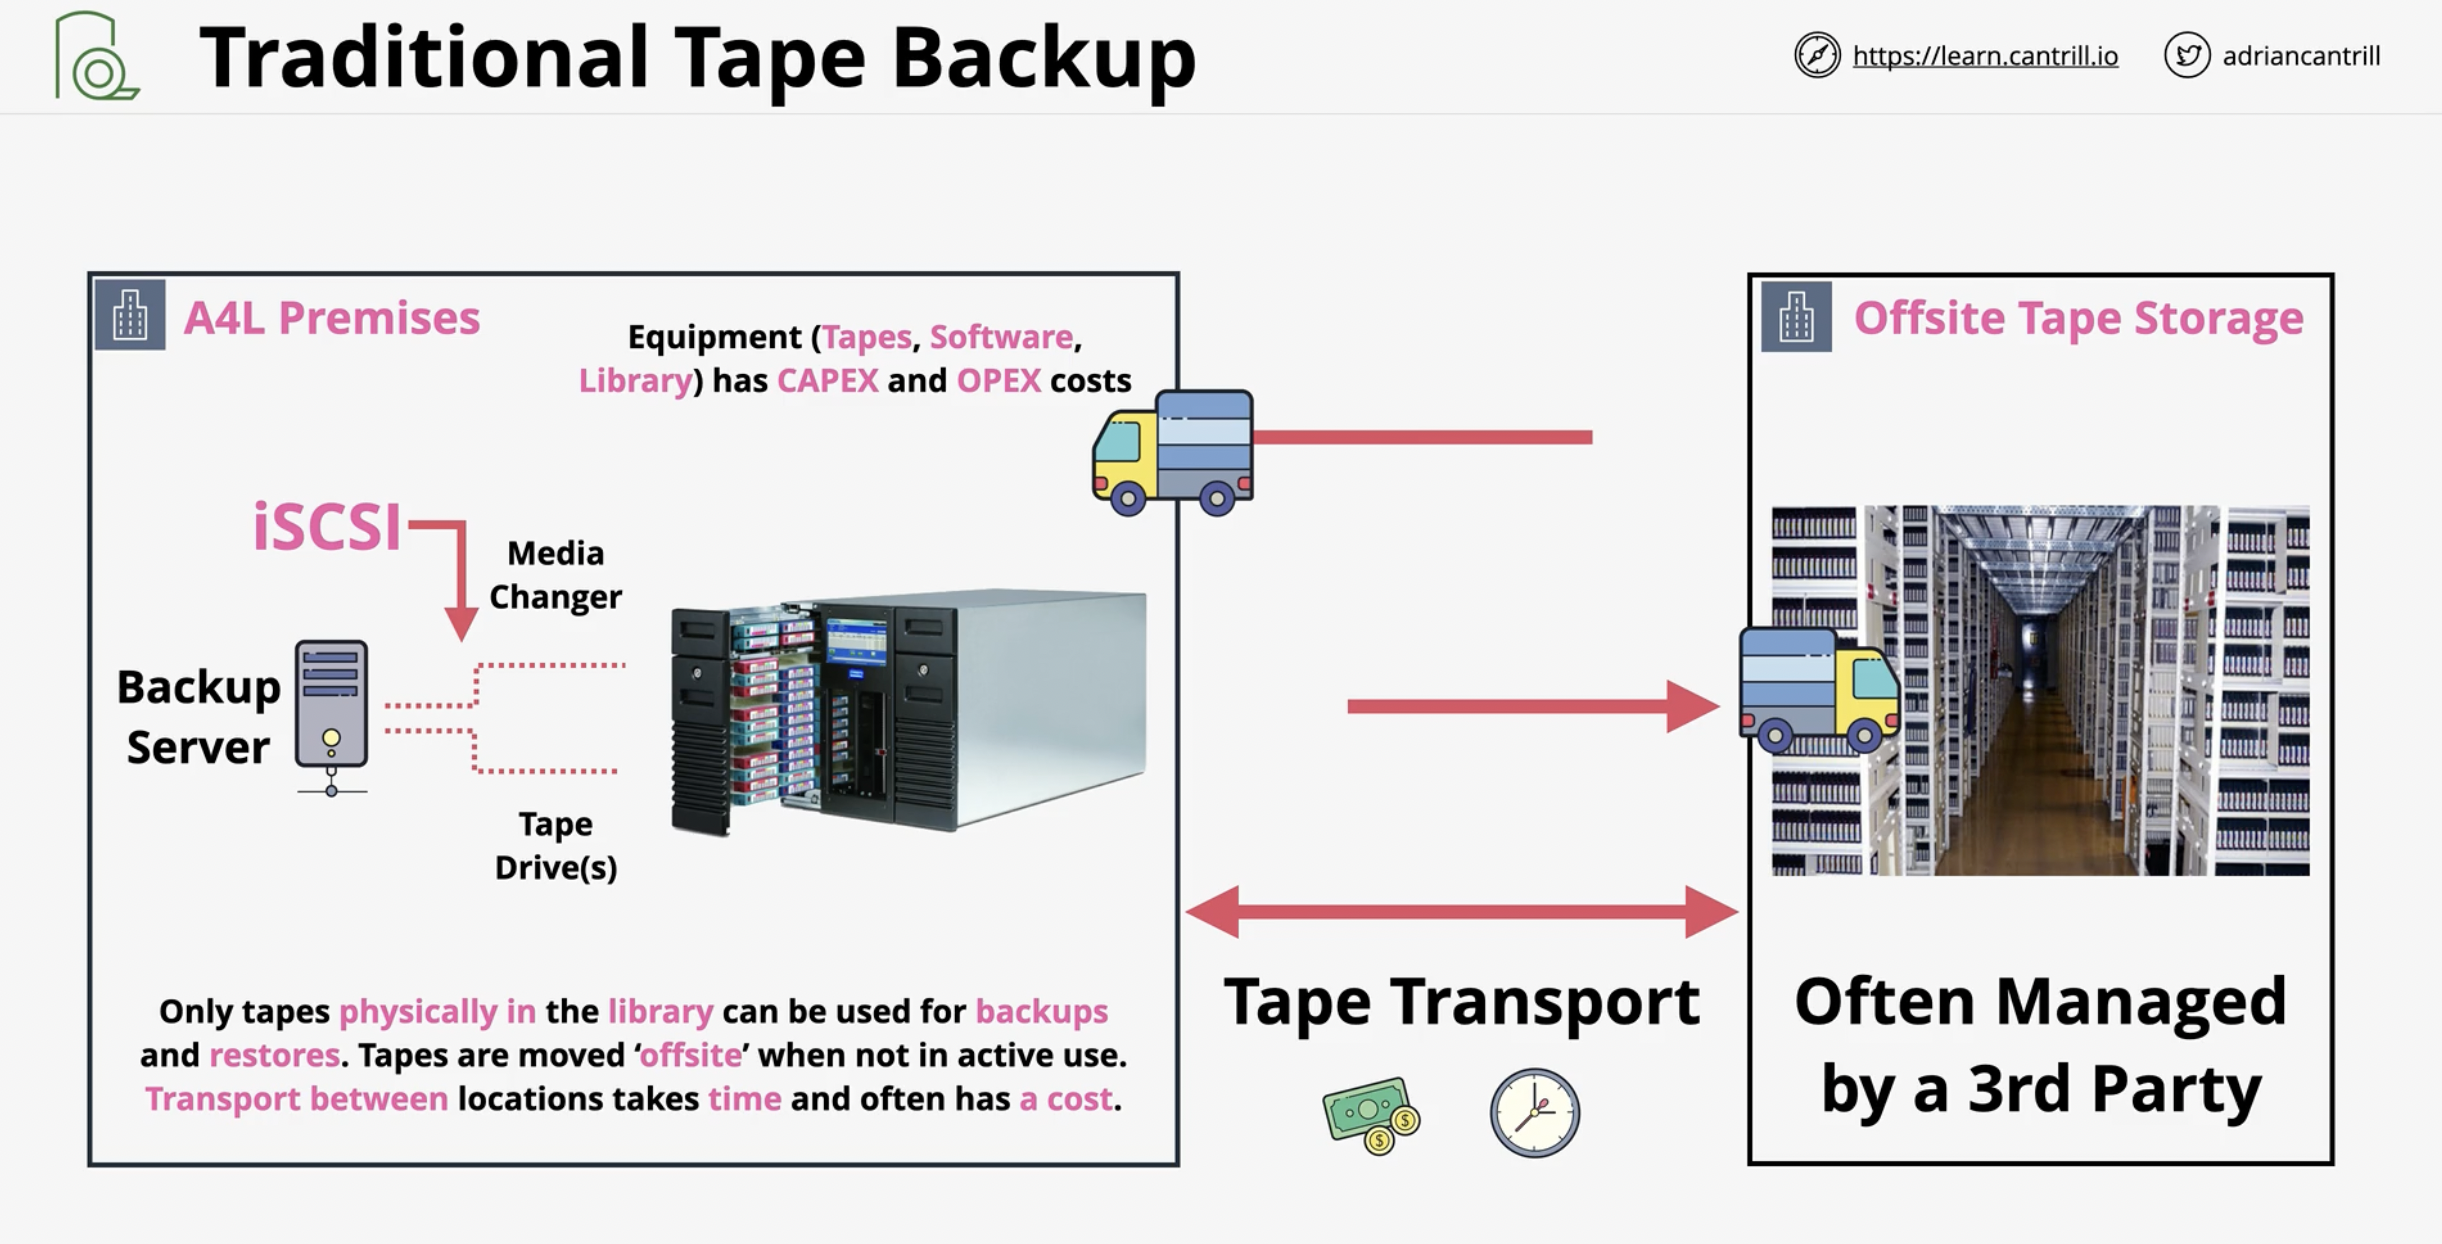 Traditional Tape Backup
https://learn.cantrill.io
adriancantrill
A4L Premises
Equipment (Tapes, Software,
Library) has CAPEX and OPEX costs
iSCSI
Media
Changer
Backup
Server
Tape
Drive(s)
Only tapes physically in the library can be used for backups
and restores. Tapes are moved ‘offsite’ when not in active use.
Transport between locations takes time and often has a cost.
Tape Transport
Offsite Tape Storage
Often Managed
by a 3rd Party